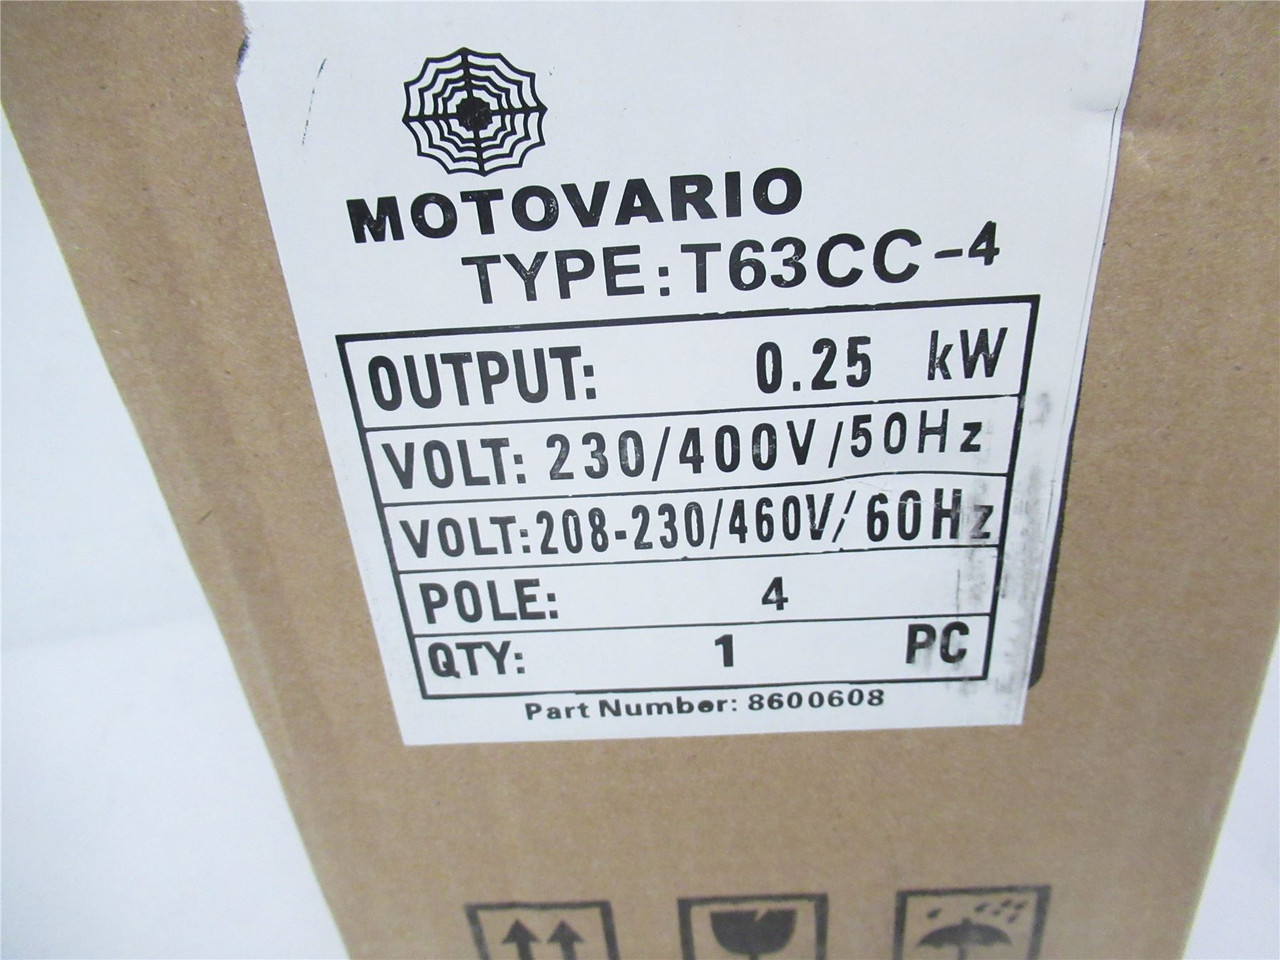 MOTOVARIO
TYPE:T63CC-4
OUTPUT: 0.25 kW
VOLT: 230/400V/50Hz
VOLT:208-230/460V/60Hz
POLE: 4
QTY: 1 PC
Part Number: 8600608